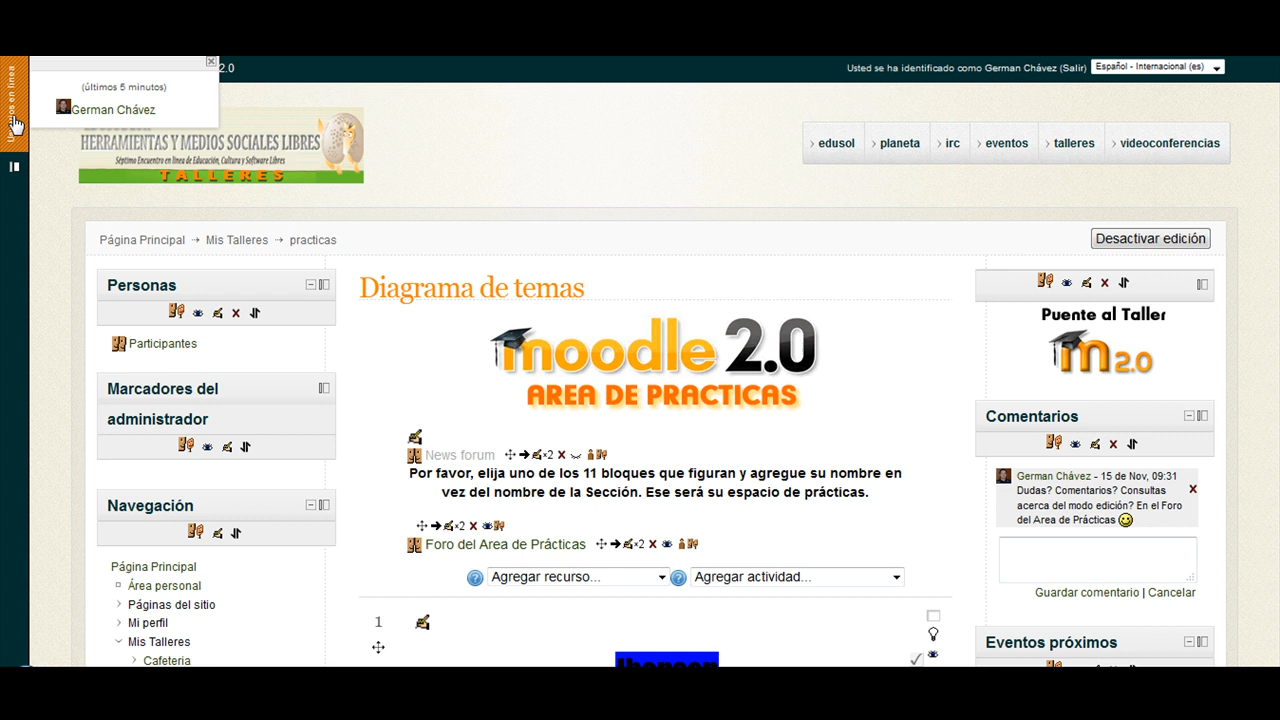 2.0
Usted se ha identificado como German Chávez (Salir)
Español - Internacional (es)
en línea
(últimos 5 minutos)
German Chávez
HERRAMIENTAS Y MEDIOS SOCIALES LIBRES
Séptimo Encuentro en línea de Educación, Cultura y Software Libres
TALLERES
edusol
planeta
irc
eventos
talleres
videoconferencias
Página Principal → Mis Talleres → practicas
Desactivar edición
Personas
Participantes
Marcadores del
administrador
Navegación
Página Principal
Área personal
Páginas del sitio
Mi perfil
Mis Talleres
Cafeteria
Diagrama de temas
moodle 2.0
AREA DE PRACTICAS
News forum
×2
Por favor, elija uno de los 11 bloques que figuran y agregue su nombre en
vez del nombre de la Sección. Ese será su espacio de prácticas.
×2
Foro del Area de Prácticas
×2
Agregar recurso...
Agregar actividad...
1
Puente al Taller
m 2.0
Comentarios
German Chávez - 15 de Nov, 09:31
Dudas? Comentarios? Consultas
acerca del modo edición? En el Foro
del Area de Prácticas
Guardar comentario | Cancelar
Eventos próximos